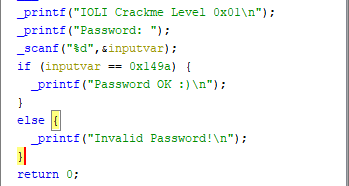 _printf("IOLI Crackme Level 0x01\n");
_printf("Password: ");
_scanf("%d",&inputvar);
if (inputvar == 0x149a) {
_printf("Password OK :)\n");
}
else {
_printf("Invalid Password!\n");
}
return 0;